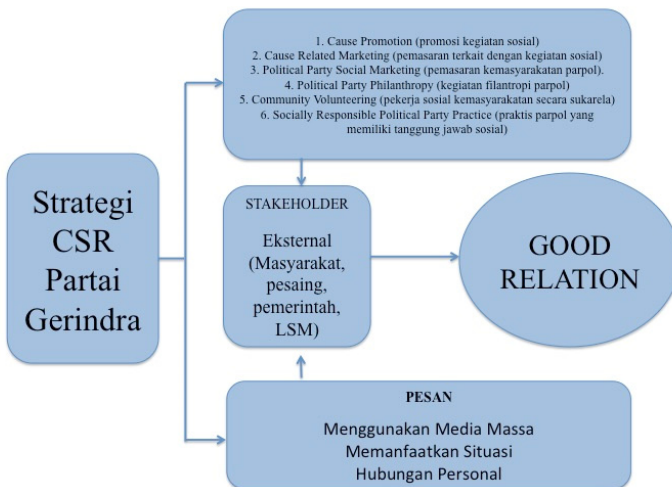 1. Cause Promotion (promosi kegiatan sosial)
2. Cause Related Marketing (pemasaran terkait dengan kegiatan sosial)
3. Political Party Social Marketing (pemasaran kemasyarakatan parpol).
4. Political Party Philanthropy (kegiatan filantropi parpol)
5. Community Volunteering (pekerja sosial kemasyarakatan secara sukarela)
6. Socially Responsible Political Party Practice (praktis parpol yang
memiliki tanggung jawab sosial)
Strategi
CSR
Partai
Gerindra
STAKEHOLDER
Eksternal
(Masyarakat,
pesaing,
pemerintah,
LSM)
GOOD
RELATION
PESAN
Menggunakan Media Massa
Memanfaatkan Situasi
Hubungan Personal